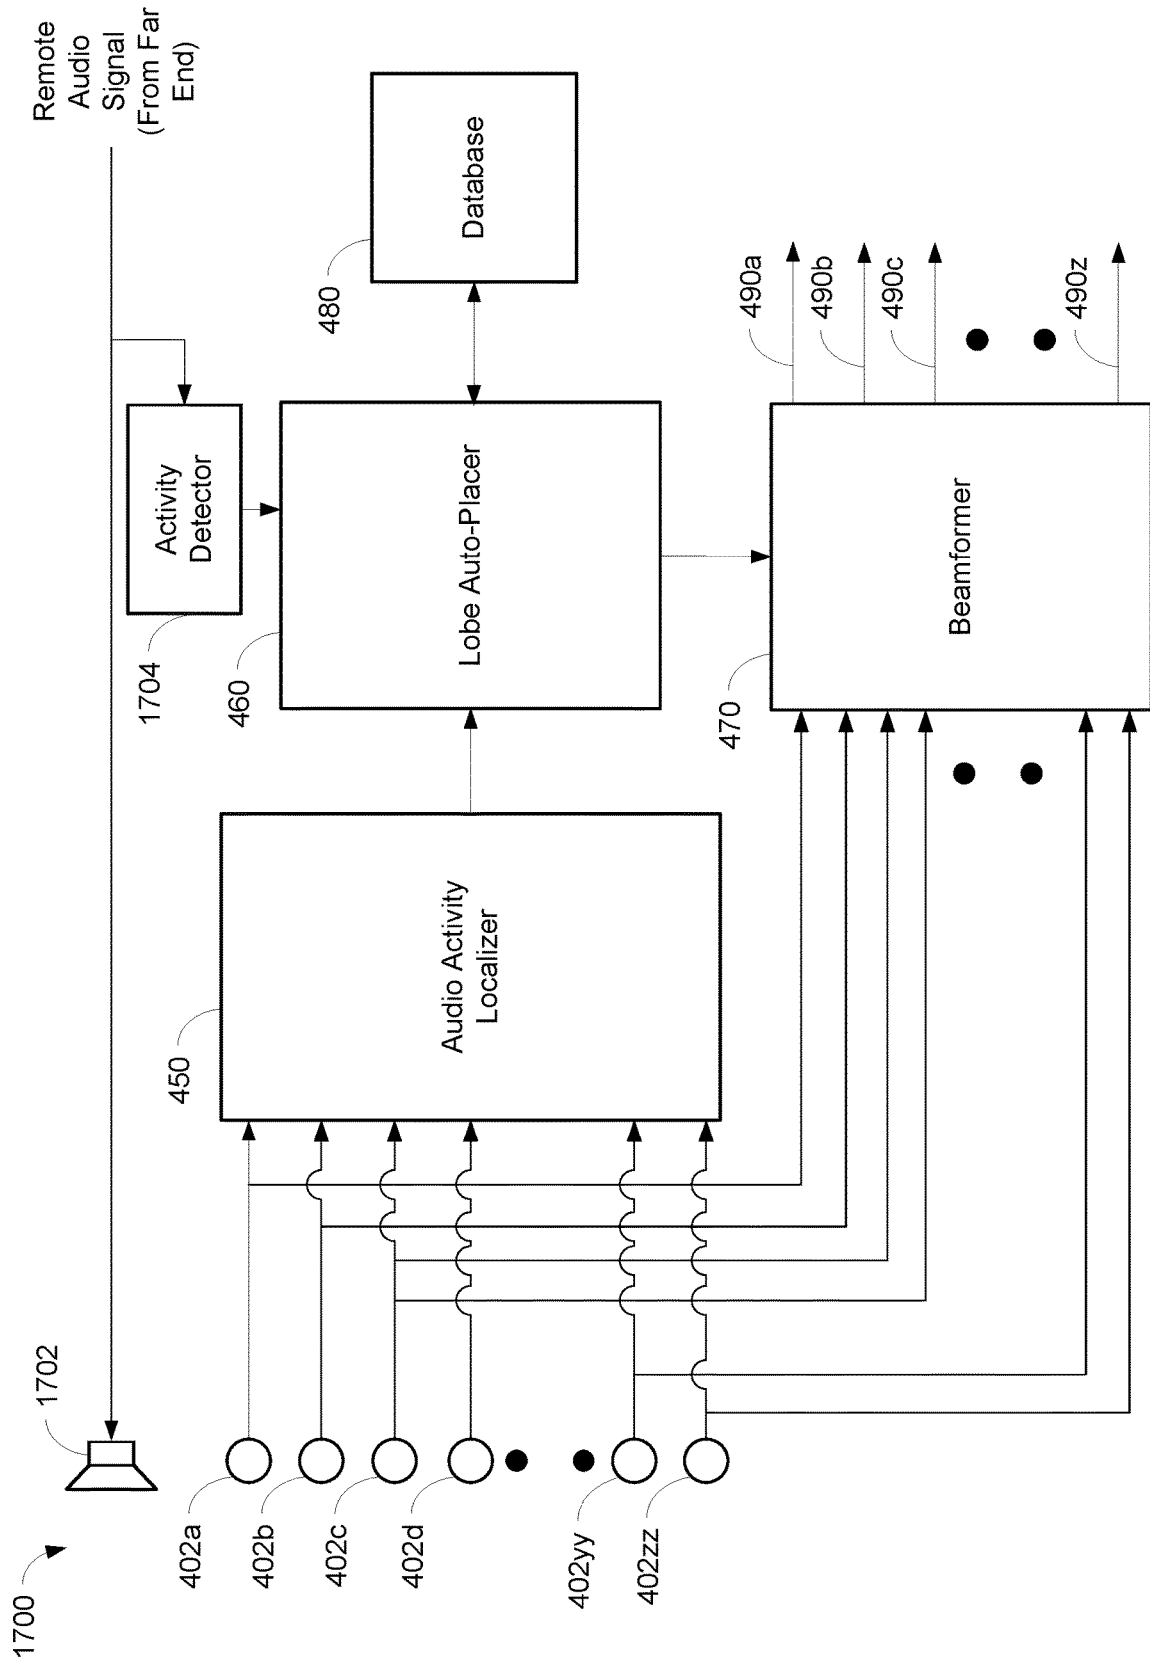 1700
1702
Remote
Audio
Signal
(From Far
End)
402a
402b
402c
402d
402yy
402zz
450
Audio Activity
Localizer
1704
Activity
Detector
460
Lobe Auto-Placer
480
Database
470
Beamformer
490a
490b
490c
490z